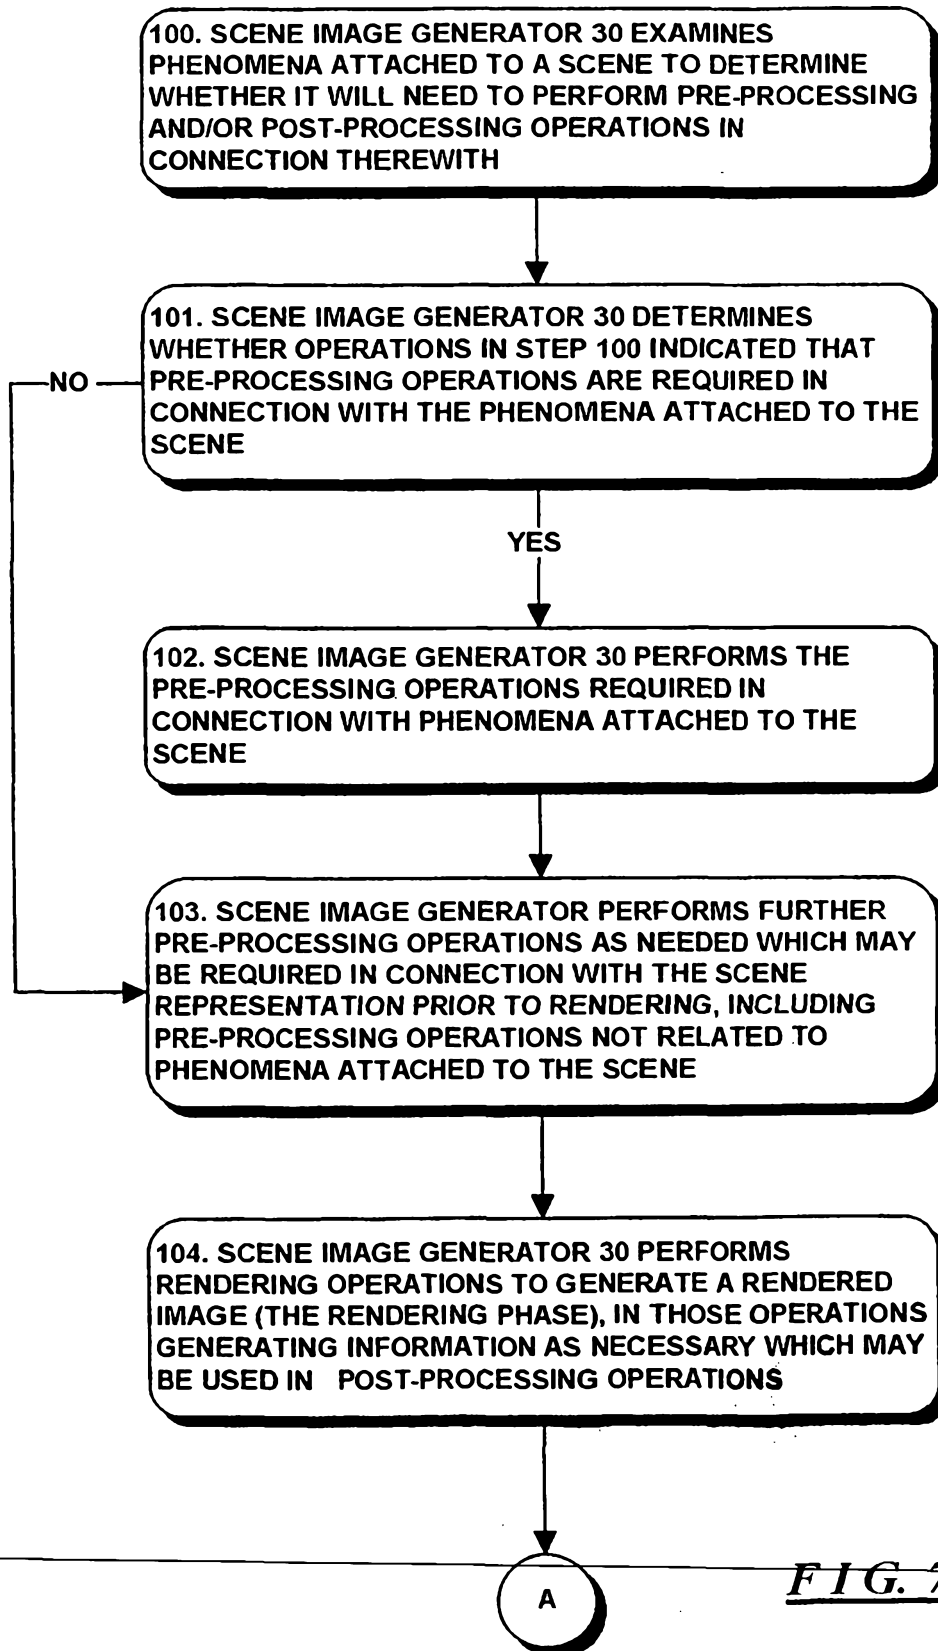 100. SCENE IMAGE GENERATOR 30 EXAMINES
PHENOMENA ATTACHED TO A SCENE TO DETERMINE
WHETHER IT WILL NEED TO PERFORM PRE-PROCESSING
AND/OR POST-PROCESSING OPERATIONS IN
CONNECTION THEREWITH
101. SCENE IMAGE GENERATOR 30 DETERMINES
WHETHER OPERATIONS IN STEP 100 INDICATED THAT
PRE-PROCESSING OPERATIONS ARE REQUIRED IN
CONNECTION WITH THE PHENOMENA ATTACHED TO THE
SCENE
NO
YES
102. SCENE IMAGE GENERATOR 30 PERFORMS THE
PRE-PROCESSING OPERATIONS REQUIRED IN
CONNECTION WITH PHENOMENA ATTACHED TO THE
SCENE
103. SCENE IMAGE GENERATOR PERFORMS FURTHER
PRE-PROCESSING OPERATIONS AS NEEDED WHICH MAY
BE REQUIRED IN CONNECTION WITH THE SCENE
REPRESENTATION PRIOR TO RENDERING, INCLUDING
PRE-PROCESSING OPERATIONS NOT RELATED TO
PHENOMENA ATTACHED TO THE SCENE
104. SCENE IMAGE GENERATOR 30 PERFORMS
RENDERING OPERATIONS TO GENERATE A RENDERED
IMAGE (THE RENDERING PHASE), IN THOSE OPERATIONS
GENERATING INFORMATION AS NECESSARY WHICH MAY
BE USED IN POST-PROCESSING OPERATIONS
A
FIG. 7